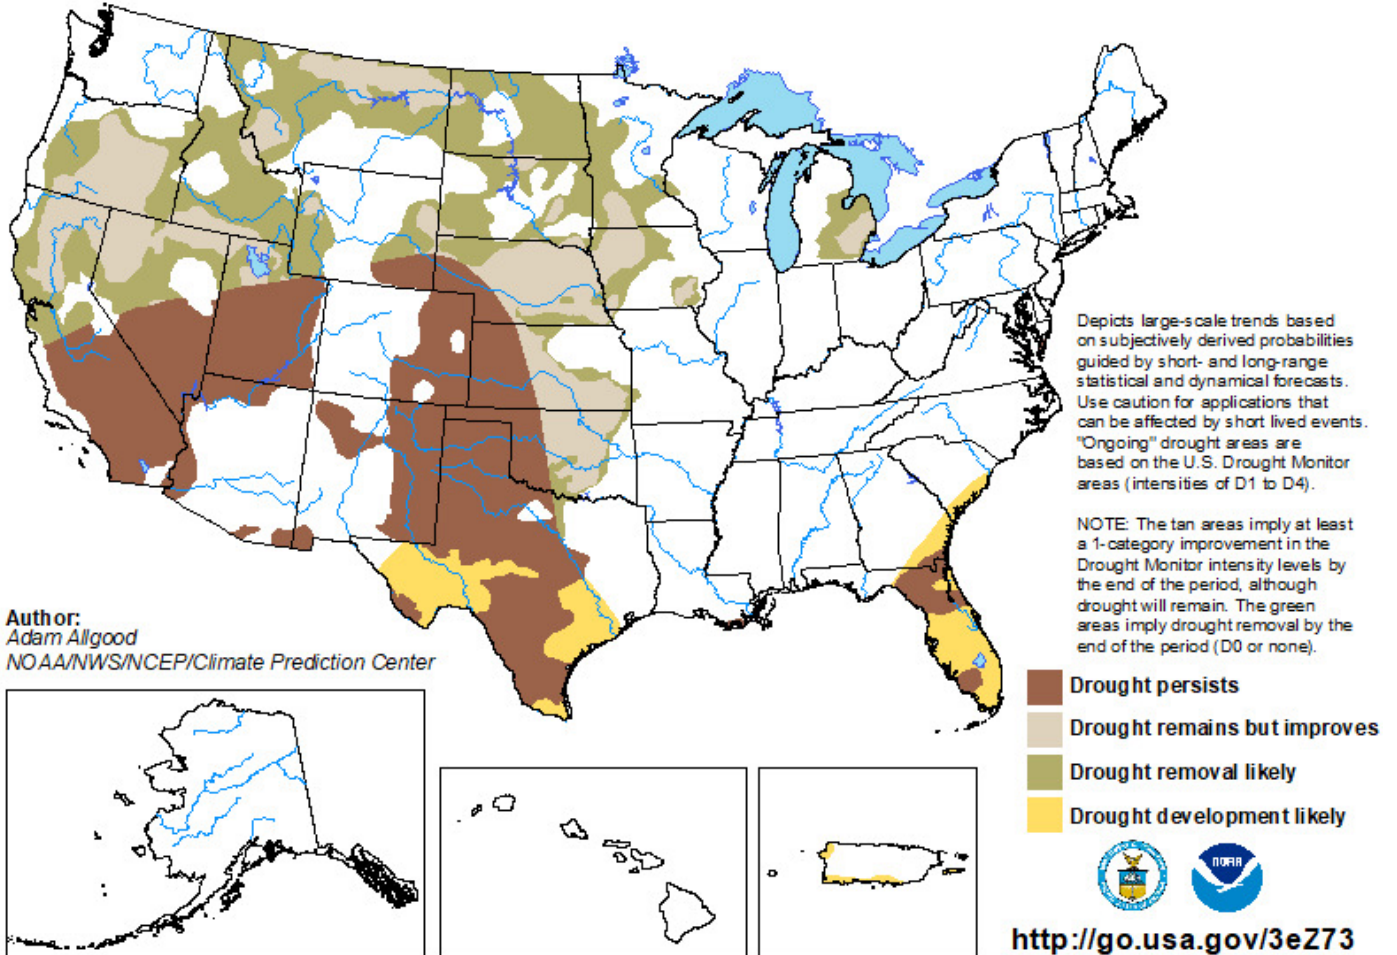 Depicts large-scale trends based
on subjectively derived probabilities
guided by short- and long-range
statistical and dynamical forecasts.
Use caution for applications that
can be affected by short lived events.
"Ongoing" drought areas are
based on the U.S. Drought Monitor
areas (intensities of D1 to D4).
NOTE: The tan areas imply at least
a 1-category improvement in the
Drought Monitor intensity levels by
the end of the period, although
drought will remain. The green
areas imply drought removal by the
end of the period (D0 or none).
Author:
Adam Allgood
NOAA/NWS/NCEP/Climate Prediction Center
Drought persists
Drought remains but improves
Drought removal likely
Drought development likely
NOAA
http://go.usa.gov/3eZ73